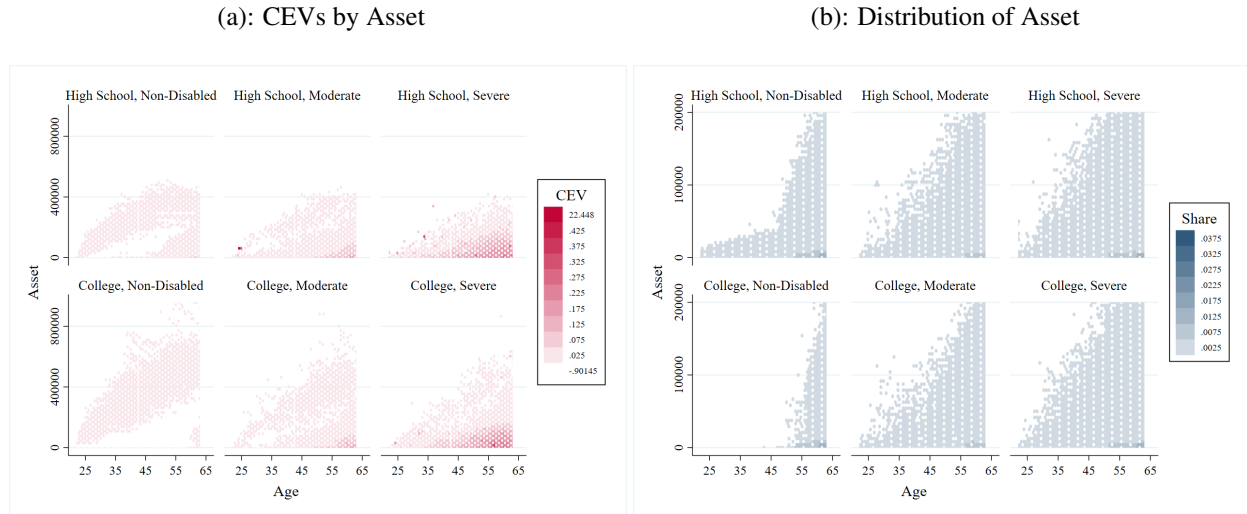 (a): CEVs by Asset
High School, Non-Disabled
High School, Moderate
High School, Severe
College, Non-Disabled
College, Moderate
College, Severe
Asset
0
400000
800000
0
400000
800000
25 35 45 55 65
25 35 45 55 65
25 35 45 55 65
Age
CEV
22.448
.425
.375
.325
.275
.225
.175
.125
.075
.025
-.90145
(b): Distribution of Asset
High School, Non-Disabled
High School, Moderate
High School, Severe
College, Non-Disabled
College, Moderate
College, Severe
Asset
0
100000
200000
0
100000
200000
25 35 45 55 65
25 35 45 55 65
25 35 45 55 65
Age
Share
.0375
.0325
.0275
.0225
.0175
.0125
.0075
.0025